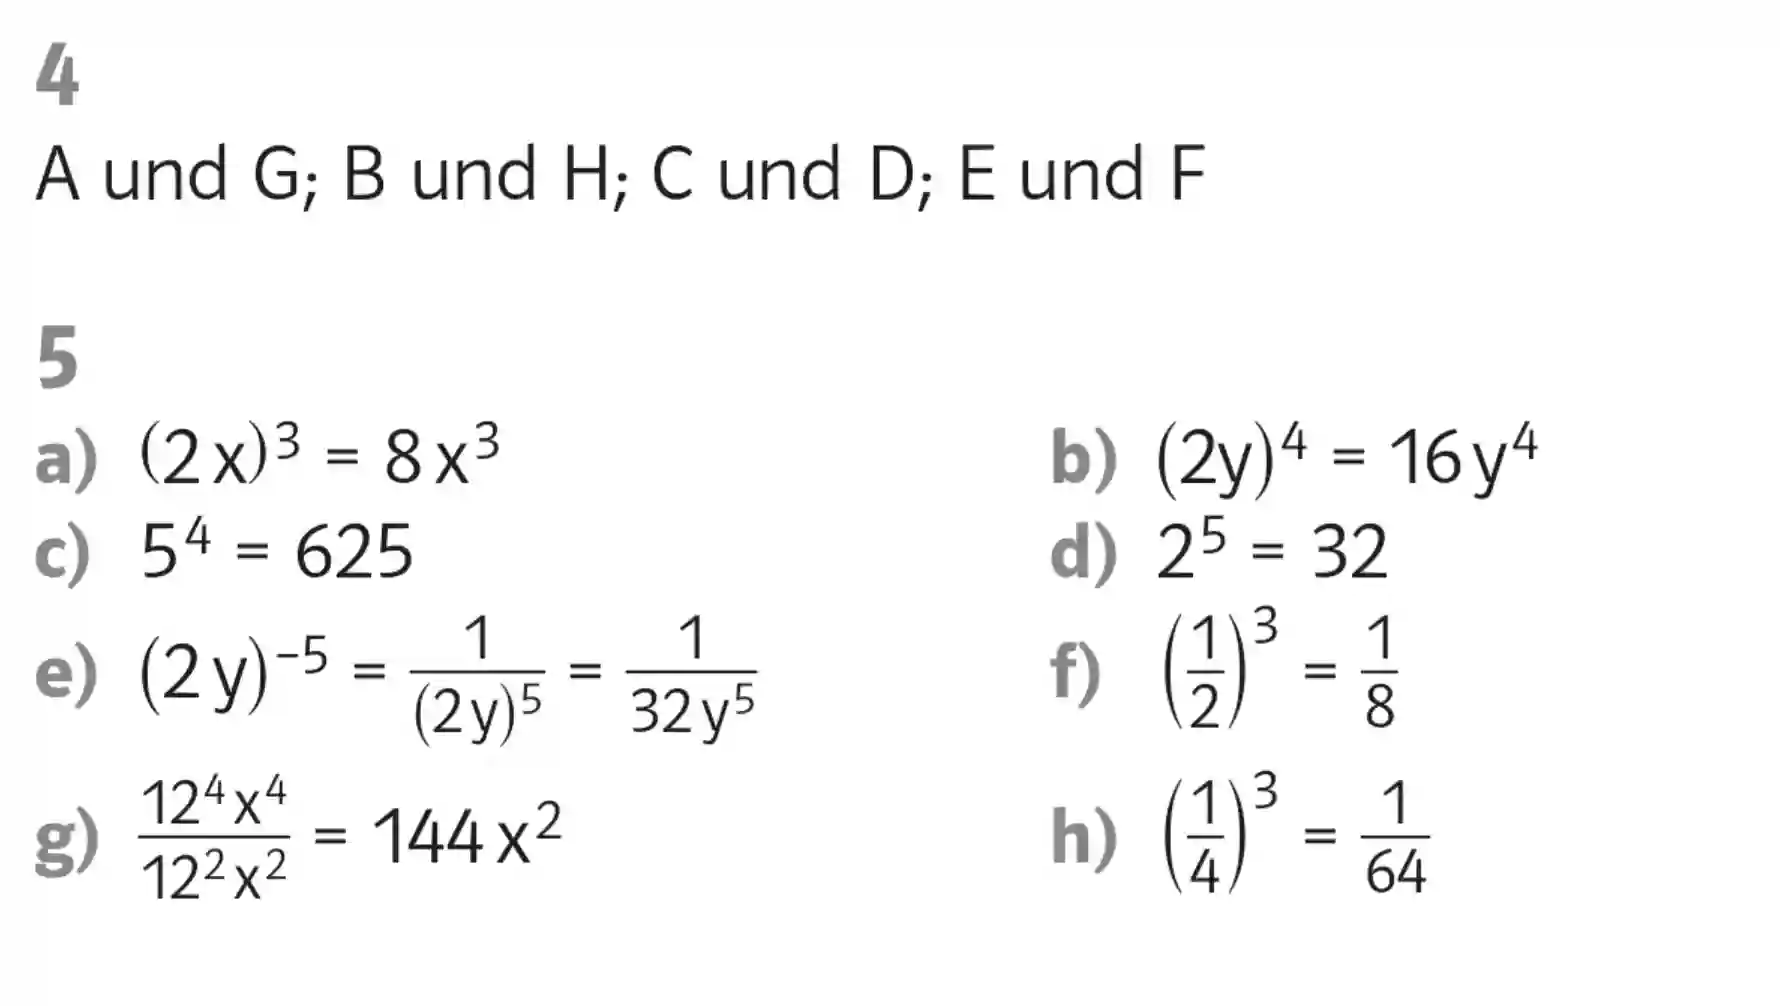 4
A und G; B und H; C und D; E und F
5
a) (2x)³ = 8x³
b) (2y)⁴ = 16y⁴
c) 5⁴ = 625
d) 2⁵ = 32
e) (2y)⁻⁵ = 1/(2y)⁵ = 1/32y⁵
f) (1/2)³ = 1/8
g) 12⁴x⁴/12²x² = 144x²
h) (1/4)³ = 1/64